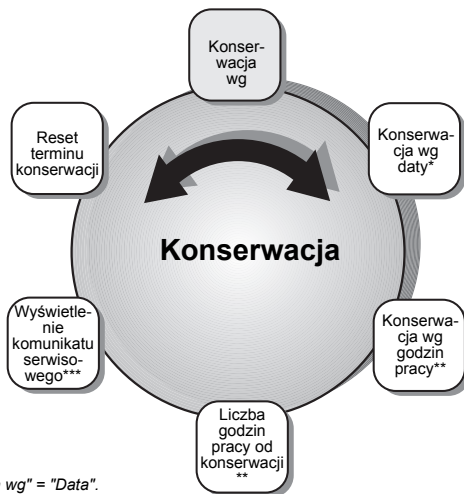 Konser-
wacja
wg
Reset
terminu
konserwacji
Konserwa-
cja wg
daty*
Konserwacja
Wyświetle-
nie
komunikatu
serwiso-
wego***
Konserwa-
cja wg
godzin
pracy**
Liczba
godzin
pracy od
konserwacji
**
wg" = "Data".